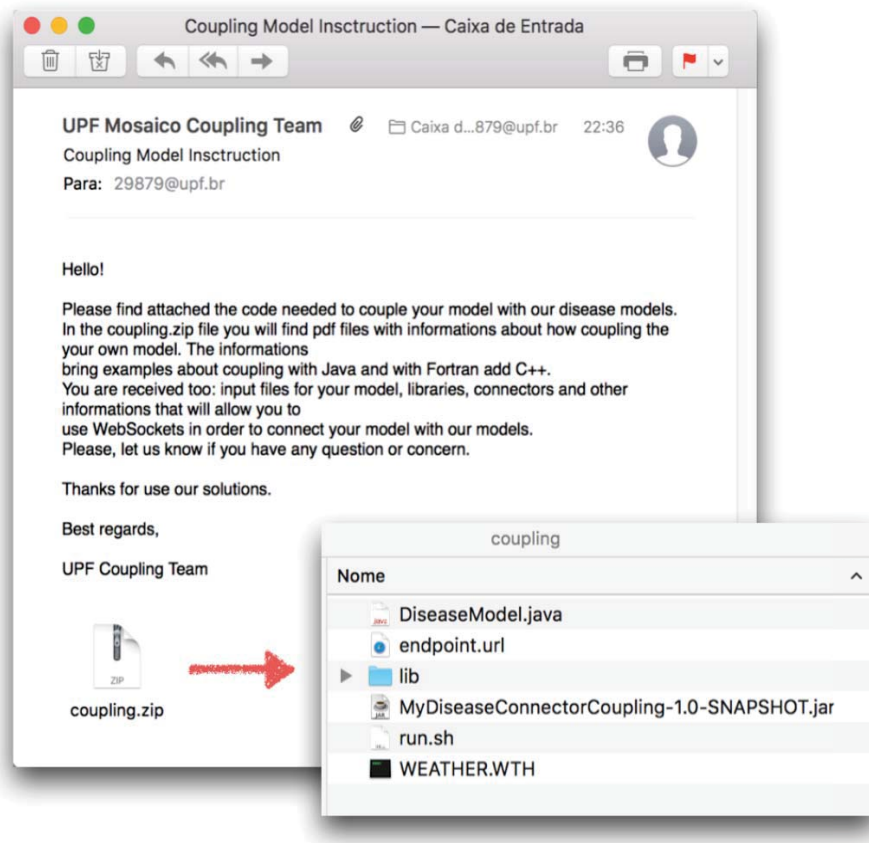 Coupling Model Insctruction — Caixa de Entrada
UPF Mosaico Coupling Team Caixa d...879@upf.br 22:36
Coupling Model Insctruction
Para: 29879@upf.br
Hello!
Please find attached the code needed to couple your model with our disease models.
In the coupling.zip file you will find pdf files with informations about how coupling the
your own model. The informations
bring examples about coupling with Java and with Fortran add C++.
You are received too: input files for your model, libraries, connectors and other
informations that will allow you to
use WebSockets in order to connect your model with our models.
Please, let us know if you have any question or concern.
Thanks for use our solutions.
Best regards,
UPF Coupling Team
ZIP
coupling.zip
coupling
Nome
JAVA
DiseaseModel.java
endpoint.url
lib
JAR
MyDiseaseConnectorCoupling-1.0-SNAPSHOT.jar
run.sh
WEATHER.WTH